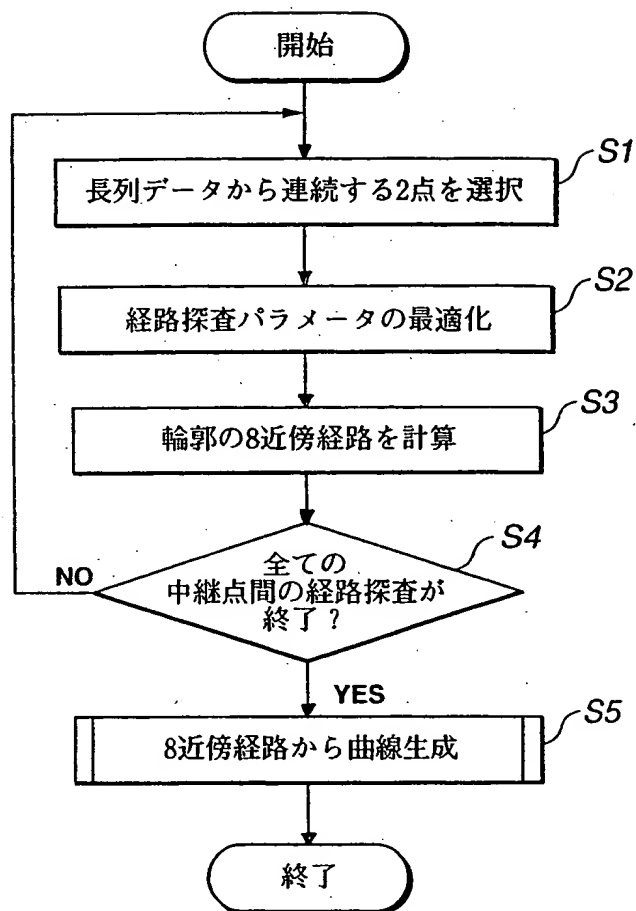 開始
S1
長列データから連続する2点を選択
S2
経路探査パラメータの最適化
S3
輪郭の8近傍経路を計算
S4
全ての
中継点間の経路探査が
終了?
NO
YES
S5
8近傍経路から曲線生成
終了